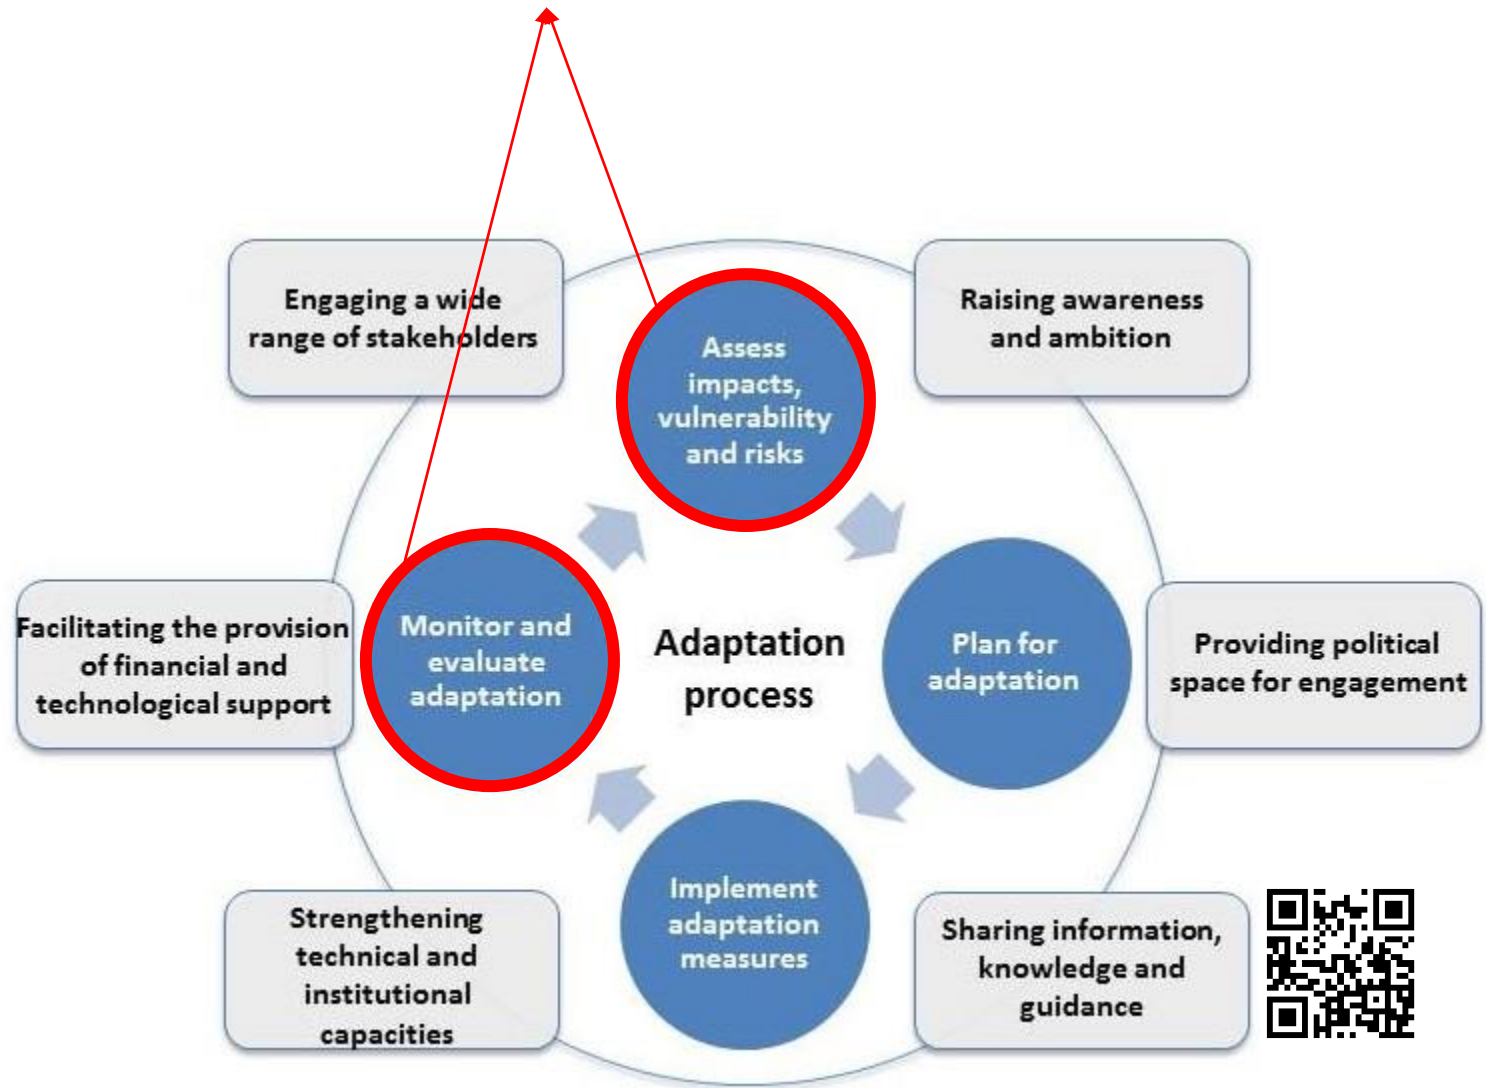 Engaging a wide
range of stakeholders
Raising awareness
and ambition
Assess
impacts,
vulnerability
and risks
Facilitating the provision
of financial and
technological support
Monitor and
evaluate
adaptation
Adaptation
process
Plan for
adaptation
Providing political
space for engagement
Strengthening
technical and
institutional
capacities
Implement
adaptation
measures
Sharing information,
knowledge and
guidance